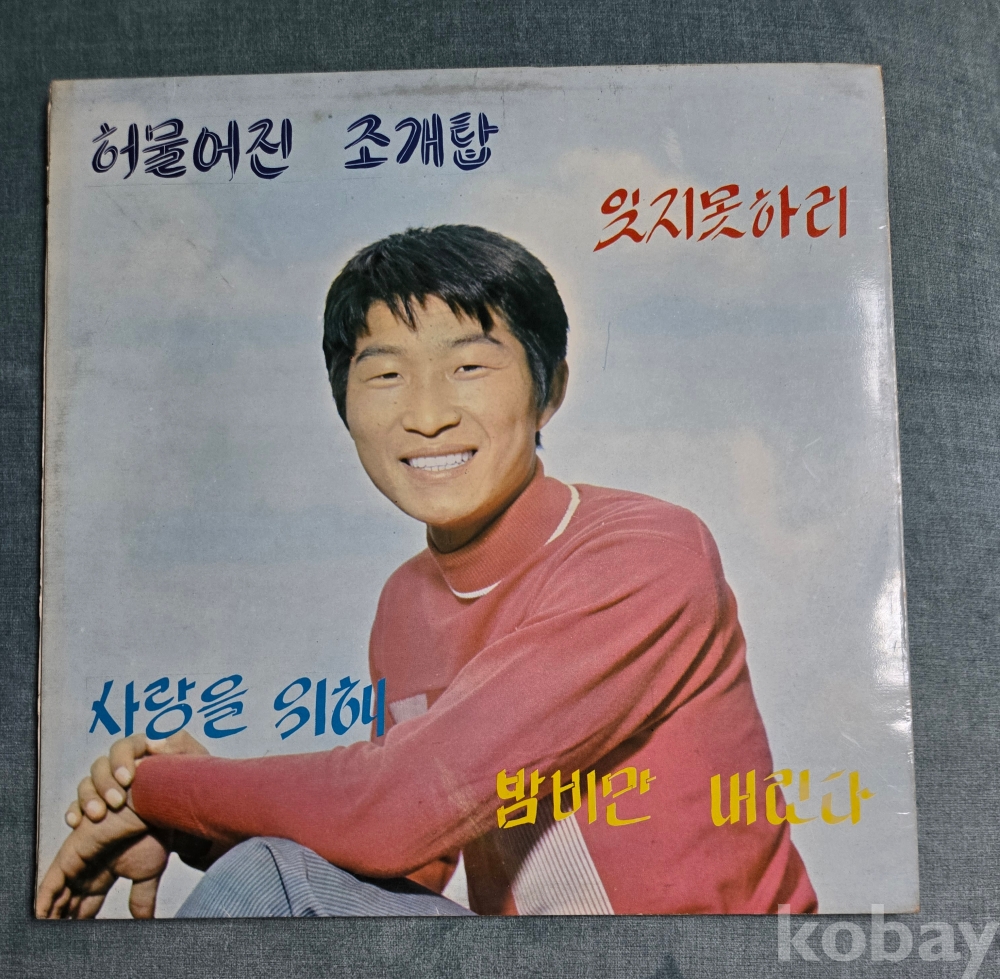 허물어진 조개탑
잊지못하리
사랑을 위해
밤비만 내린다
kobay